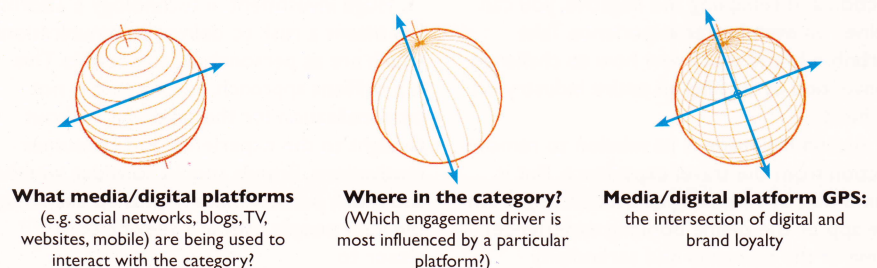 What media/digital platforms
(e.g. social networks, blogs, TV,
websites, mobile) are being used to
interact with the category?
Where in the category?
(Which engagement driver is
most influenced by a particular
platform?)
Media/digital platform GPS:
the intersection of digital and
brand loyalty